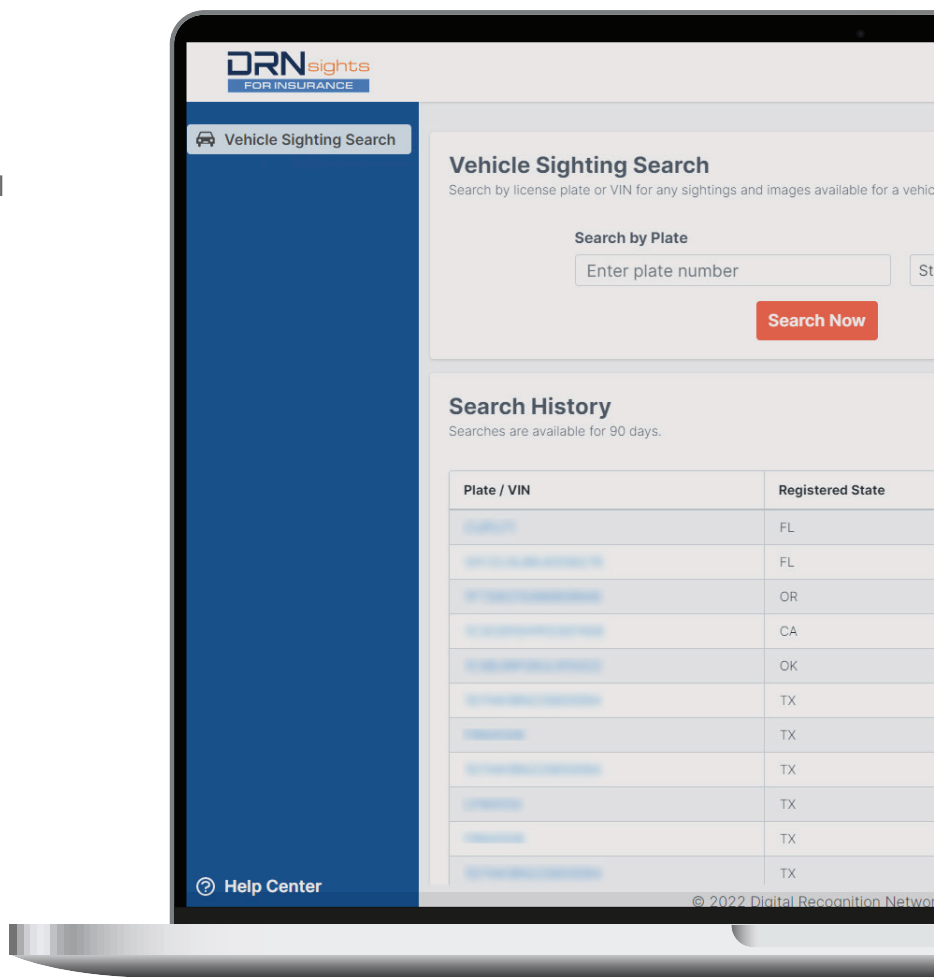 DRNsights
FOR INSURANCE
Vehicle Sighting Search
Vehicle Sighting Search
Search by license plate or VIN for any sightings and images available for a vehic
Search by Plate
Enter plate number
St
Search Now
Search History
Searches are available for 90 days.
Plate / VIN Registered State
FL
FL
OR
CA
OK
TX
TX
TX
TX
TX
TX
Help Center
© 2022 Digital Recognition Networ